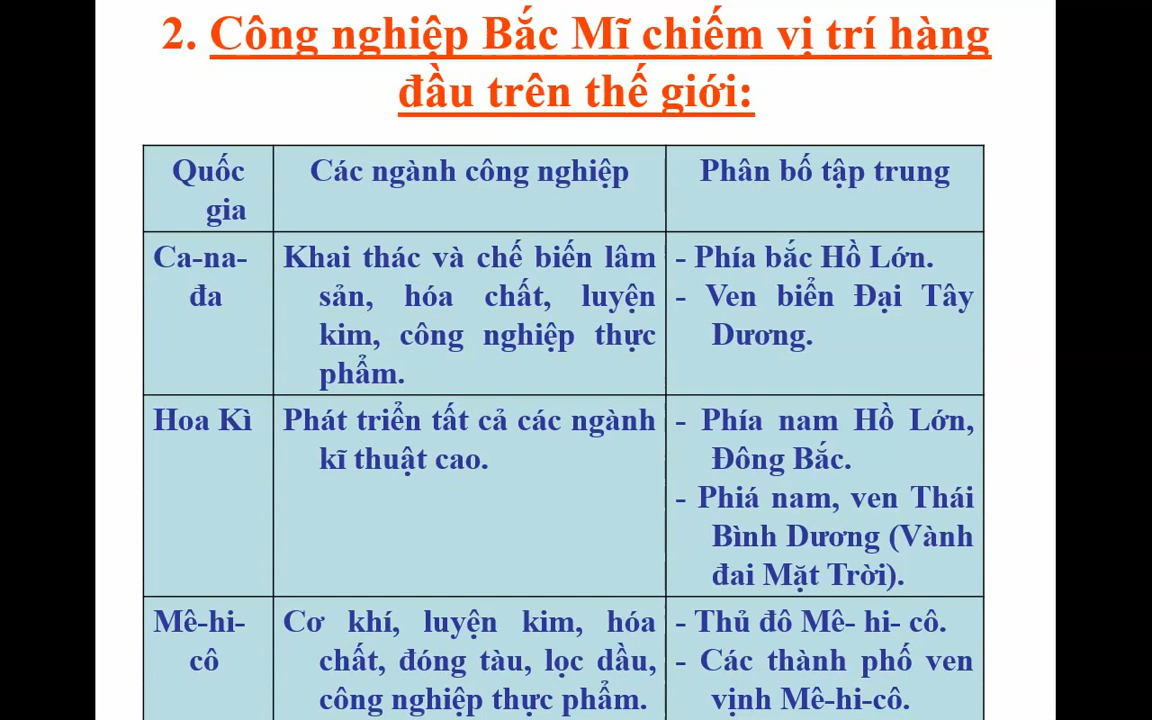 2. Công nghiệp Bắc Mĩ chiếm vị trí hàng
đầu trên thế giới:
Quốc
gia
Các ngành công nghiệp
Phân bố tập trung
Ca-na-
đa
Khai thác và chế biến lâm
sản, hóa chất, luyện
kim, công nghiệp thực
phẩm.
- Phía bắc Hồ Lớn.
- Ven biển Đại Tây
Dương.
Hoa Kì
Phát triển tất cả các ngành
kĩ thuật cao.
- Phía nam Hồ Lớn,
Đông Bắc.
- Phiá nam, ven Thái
Bình Dương (Vành
đai Mặt Trời).
Mê-hi-
cô
Cơ khí, luyện kim, hóa
chất, đóng tàu, lọc dầu,
công nghiệp thực phẩm.
- Thủ đô Mê- hi- cô.
- Các thành phố ven
vịnh Mê-hi-cô.